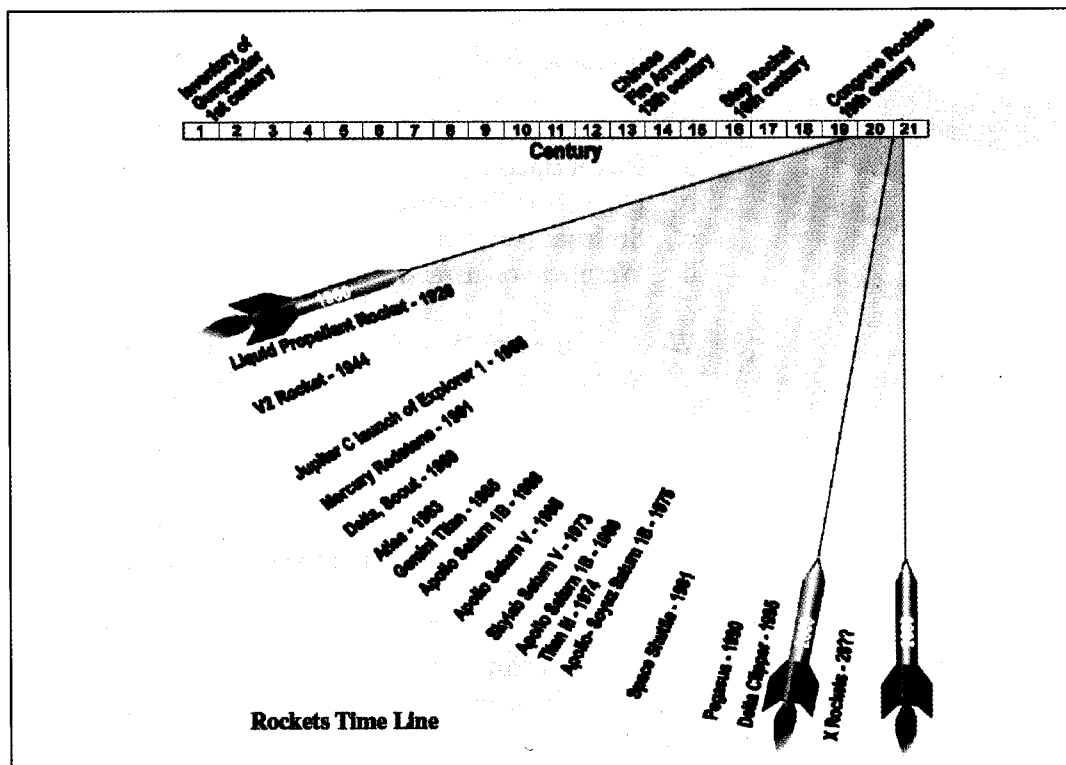 Inventory of
Gunpowder
1st century
Chinese
Fire Arrows
13th century
Step Rocket
16th century
Congreve Rockets
19th century
1 2 3 4 5 6 7 8 9 10 11 12 13 14 15 16 17 18 19 20 21
Century
1900
Liquid Propellant Rocket - 1926
V2 Rocket - 1944
Jupiter C launch of Explorer 1 - 1958
Mercury Redstone - 1961
Delta, Scout - 1960
Atlas - 1963
Gemini Titan - 1965
Apollo Saturn 1B - 1968
Apollo Saturn V - 1968
Skylab Saturn V - 1973
Apollo Saturn 1B - 1966
Titan III - 1974
Apollo- Soyuz Saturn 1B - 1975
Space Shuttle - 1981
Pegasus - 1990
Delta Clipper - 1995
X Rockets - 20??
Rockets Time Line